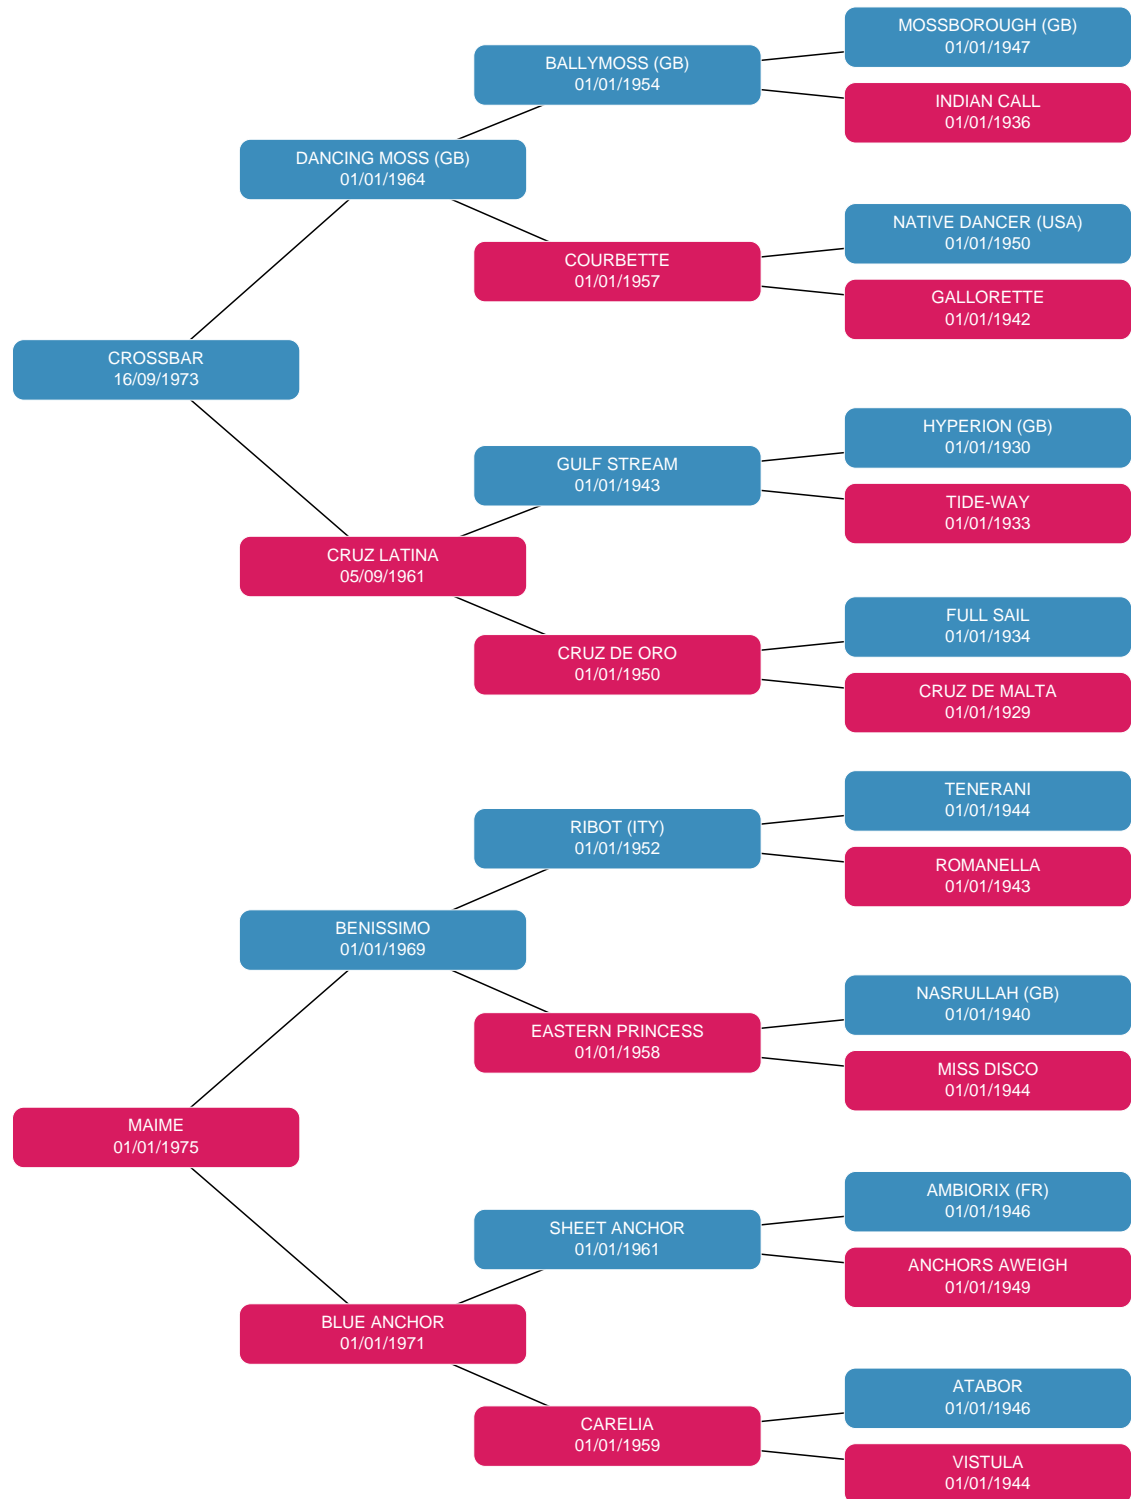 MOSSBOROUGH (GB)
01/01/1947
BALLYMOSS (GB)
01/01/1954
INDIAN CALL
01/01/1936
DANCING MOSS (GB)
01/01/1964
NATIVE DANCER (USA)
01/01/1950
COURBETTE
01/01/1957
GALLORETTE
01/01/1942
CROSSBAR
16/09/1973
HYPERION (GB)
01/01/1930
GULF STREAM
01/01/1943
TIDE-WAY
01/01/1933
CRUZ LATINA
05/09/1961
FULL SAIL
01/01/1934
CRUZ DE ORO
01/01/1950
CRUZ DE MALTA
01/01/1929
TENERANI
01/01/1944
RIBOT (ITY)
01/01/1952
ROMANELLA
01/01/1943
BENISSIMO
01/01/1969
NASRULLAH (GB)
01/01/1940
EASTERN PRINCESS
01/01/1958
MISS DISCO
01/01/1944
MAIME
01/01/1975
AMBIORIX (FR)
01/01/1946
SHEET ANCHOR
01/01/1961
ANCHORS AWEIGH
01/01/1949
BLUE ANCHOR
01/01/1971
ATABOR
01/01/1946
CARELIA
01/01/1959
VISTULA
01/01/1944